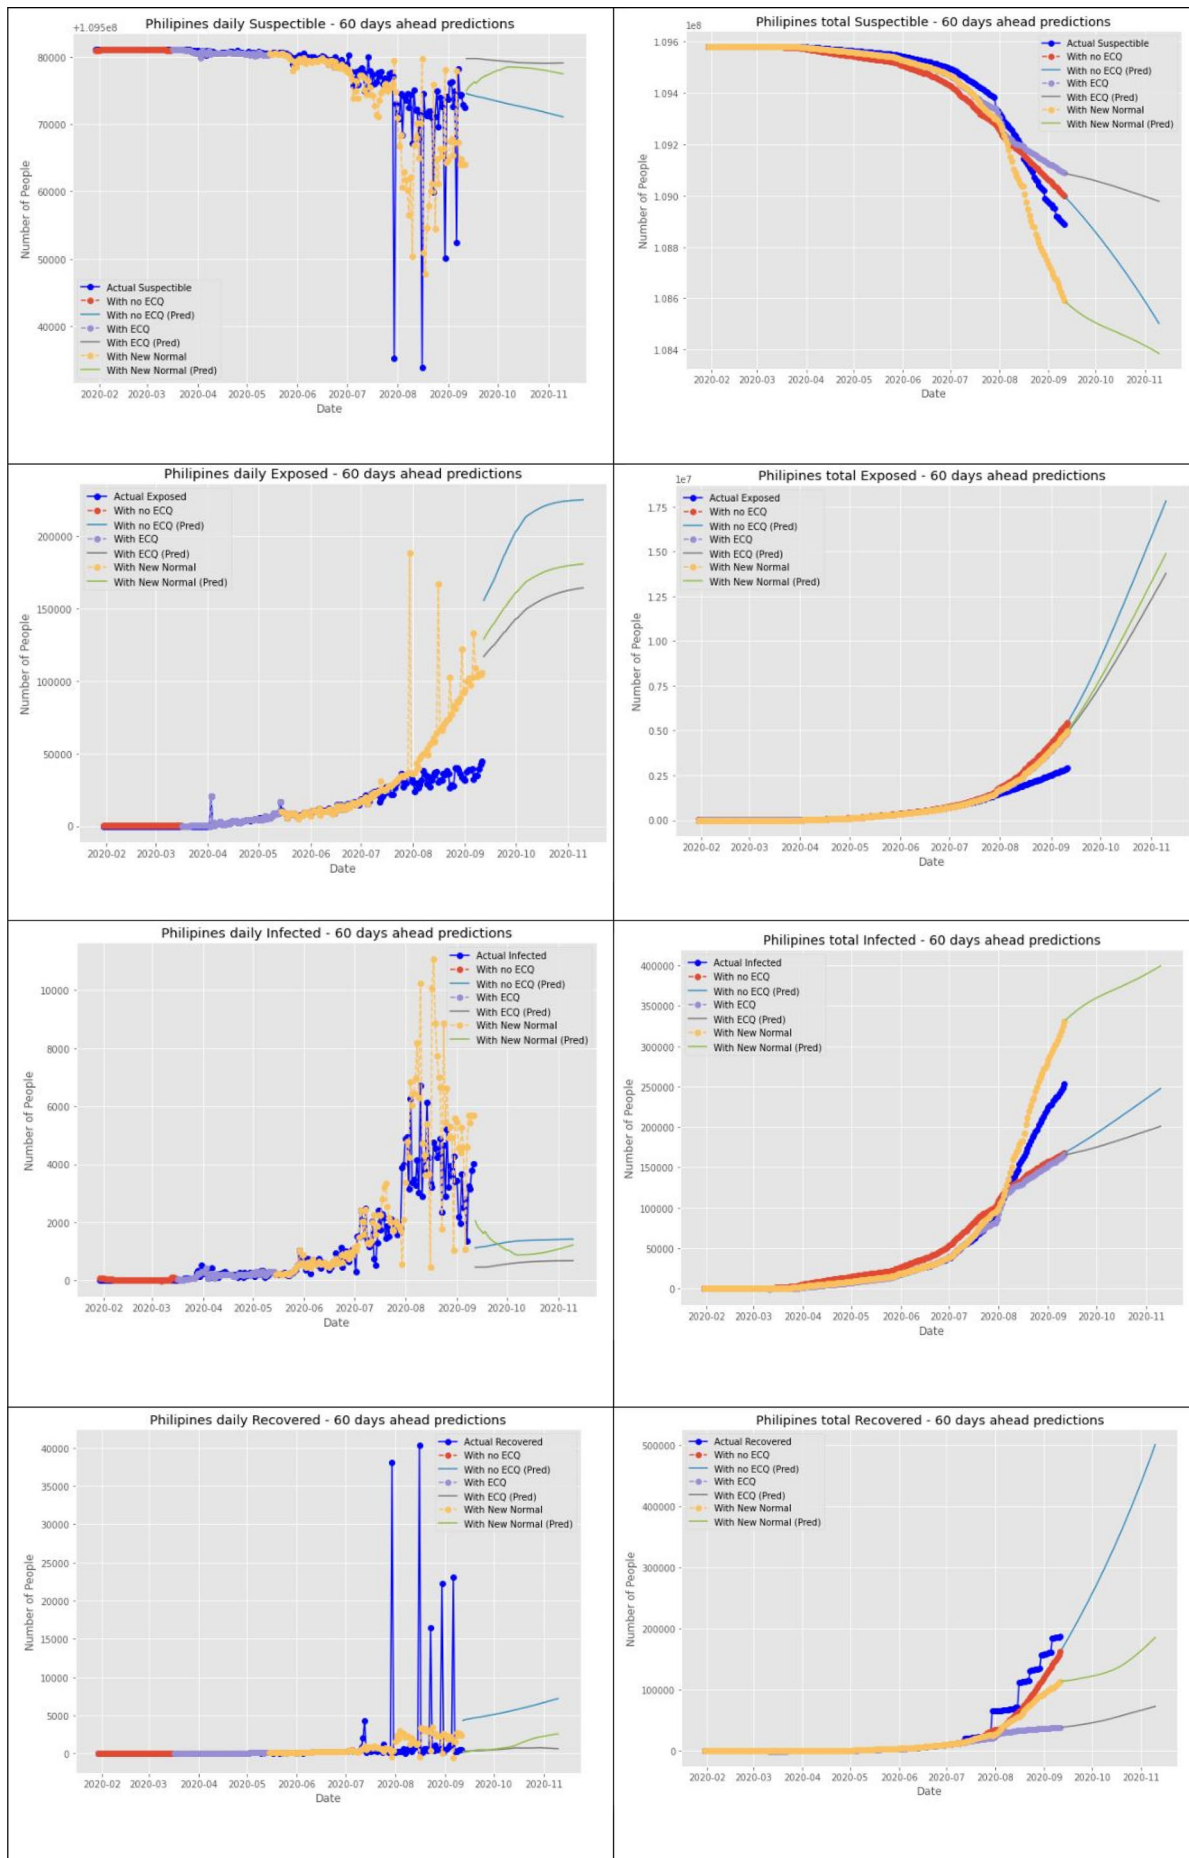 Philipines daily Suspectible - 60 days ahead predictions
+1.095e8
80000
70000
60000
50000
40000
Number of People
Actual Suspectible
With no ECQ
With no ECQ (Pred)
With ECQ
With ECQ (Pred)
With New Normal
With New Normal (Pred)
2020-02 2020-03 2020-04 2020-05 2020-06 2020-07 2020-08 2020-09 2020-10 2020-11
Date
Philipines total Suspectible - 60 days ahead predictions
1e8
1.096
1.094
1.092
1.090
1.088
1.086
1.084
Number of People
Actual Suspectible
With no ECQ
With no ECQ (Pred)
With ECQ
With ECQ (Pred)
With New Normal
With New Normal (Pred)
2020-02 2020-03 2020-04 2020-05 2020-06 2020-07 2020-08 2020-09 2020-10 2020-11
Date
Philipines daily Exposed - 60 days ahead predictions
200000
150000
100000
50000
0
Number of People
Actual Exposed
With no ECQ
With no ECQ (Pred)
With ECQ
With ECQ (Pred)
With New Normal
With New Normal (Pred)
2020-02 2020-03 2020-04 2020-05 2020-06 2020-07 2020-08 2020-09 2020-10 2020-11
Date
Philipines total Exposed - 60 days ahead predictions
1e7
1.75
1.50
1.25
1.00
0.75
0.50
0.25
0.00
Number of People
Actual Exposed
With no ECQ
With no ECQ (Pred)
With ECQ
With ECQ (Pred)
With New Normal
With New Normal (Pred)
2020-02 2020-03 2020-04 2020-05 2020-06 2020-07 2020-08 2020-09 2020-10 2020-11
Date
Philipines daily Infected - 60 days ahead predictions
10000
8000
6000
4000
2000
0
Number of People
Actual Infected
With no ECQ
With no ECQ (Pred)
With ECQ
With ECQ (Pred)
With New Normal
With New Normal (Pred)
2020-02 2020-03 2020-04 2020-05 2020-06 2020-07 2020-08 2020-09 2020-10 2020-11
Date
Philipines total Infected - 60 days ahead predictions
400000
350000
300000
250000
200000
150000
100000
50000
0
Number of People
Actual Infected
With no ECQ
With no ECQ (Pred)
With ECQ
With ECQ (Pred)
With New Normal
With New Normal (Pred)
2020-02 2020-03 2020-04 2020-05 2020-06 2020-07 2020-08 2020-09 2020-10 2020-11
Date
Philipines daily Recovered - 60 days ahead predictions
40000
35000
30000
25000
20000
15000
10000
5000
0
Number of People
Actual Recovered
With no ECQ
With no ECQ (Pred)
With ECQ
With ECQ (Pred)
With New Normal
With New Normal (Pred)
2020-02 2020-03 2020-04 2020-05 2020-06 2020-07 2020-08 2020-09 2020-10 2020-11
Date
Philipines total Recovered - 60 days ahead predictions
500000
400000
300000
200000
100000
0
Number of People
Actual Recovered
With no ECQ
With no ECQ (Pred)
With ECQ
With ECQ (Pred)
With New Normal
With New Normal (Pred)
2020-02 2020-03 2020-04 2020-05 2020-06 2020-07 2020-08 2020-09 2020-10 2020-11
Date